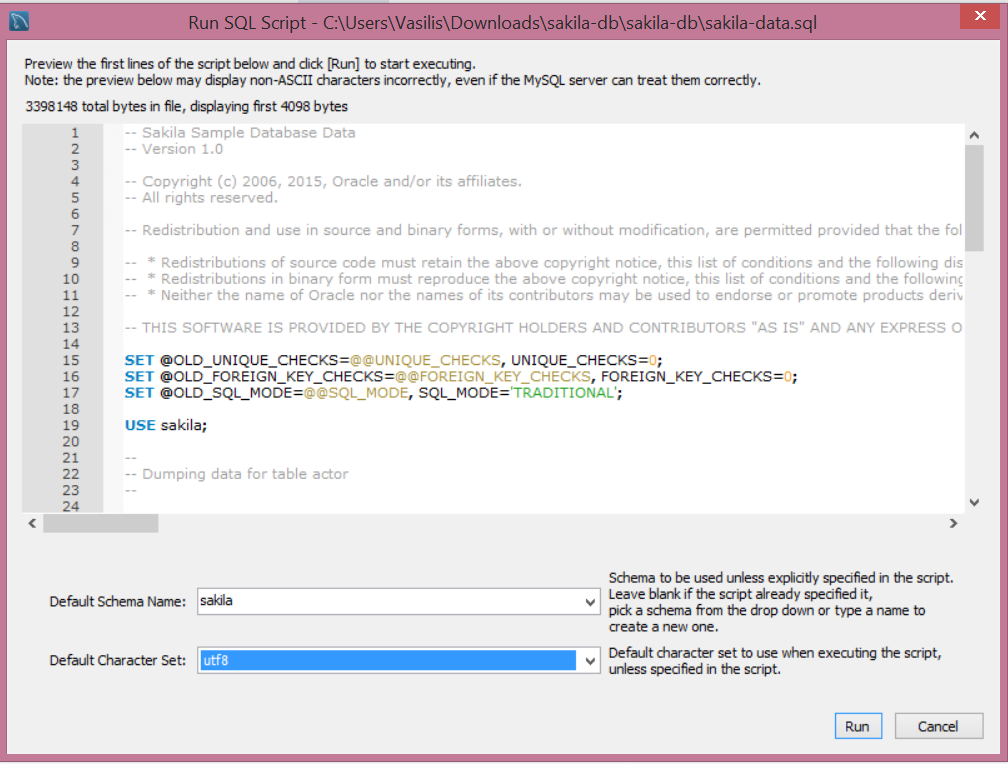 Run SQL Script - C:\Users\Vasilis\Downloads\sakila-db\sakila-db\sakila-data.sql
Preview the first lines of the script below and click [Run] to start executing.
Note: the preview below may display non-ASCII characters incorrectly, even if the MySQL server can treat them correctly.
3398148 total bytes in file, displaying first 4098 bytes
1 -- Sakila Sample Database Data
2 -- Version 1.0
3
4 -- Copyright (c) 2006, 2015, Oracle and/or its affiliates.
5 -- All rights reserved.
6
7 -- Redistribution and use in source and binary forms, with or without modification, are permitted provided that the fol
8
9 -- * Redistributions of source code must retain the above copyright notice, this list of conditions and the following dis
10 -- * Redistributions in binary form must reproduce the above copyright notice, this list of conditions and the following
11 -- * Neither the name of Oracle nor the names of its contributors may be used to endorse or promote products deriv
12
13 -- THIS SOFTWARE IS PROVIDED BY THE COPYRIGHT HOLDERS AND CONTRIBUTORS "AS IS" AND ANY EXPRESS O
14
15 SET @OLD_UNIQUE_CHECKS=@@UNIQUE_CHECKS, UNIQUE_CHECKS=0;
16 SET @OLD_FOREIGN_KEY_CHECKS=@@FOREIGN_KEY_CHECKS, FOREIGN_KEY_CHECKS=0;
17 SET @OLD_SQL_MODE=@@SQL_MODE, SQL_MODE='TRADITIONAL';
18
19 USE sakila;
20
21 --
22 -- Dumping data for table actor
23 --
24
Default Schema Name: sakila
Schema to be used unless explicitly specified in the script.
Leave blank if the script already specified it,
pick a schema from the drop down or type a name to
create a new one.
Default Character Set: utf8
Default character set to use when executing the script,
unless specified in the script.
Run Cancel